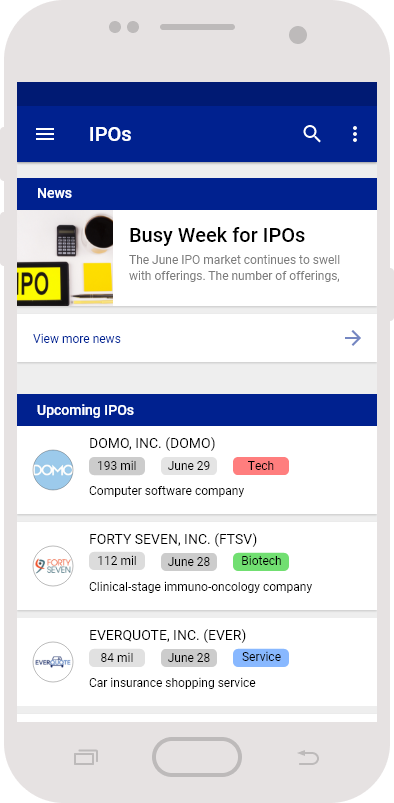 IPOs
News
IPO
Busy Week for IPOs
The June IPO market continues to swell
with offerings. The number of offerings,
View more news
Upcoming IPOs
DOMO
DOMO, INC. (DOMO)
193 mil June 29 Tech
Computer software company
FORTY
SEVEN
FORTY SEVEN, INC. (FTSV)
112 mil June 28 Biotech
Clinical-stage immuno-oncology company
EVERQUOTE
EVERQUOTE, INC. (EVER)
84 mil June 28 Service
Car insurance shopping service